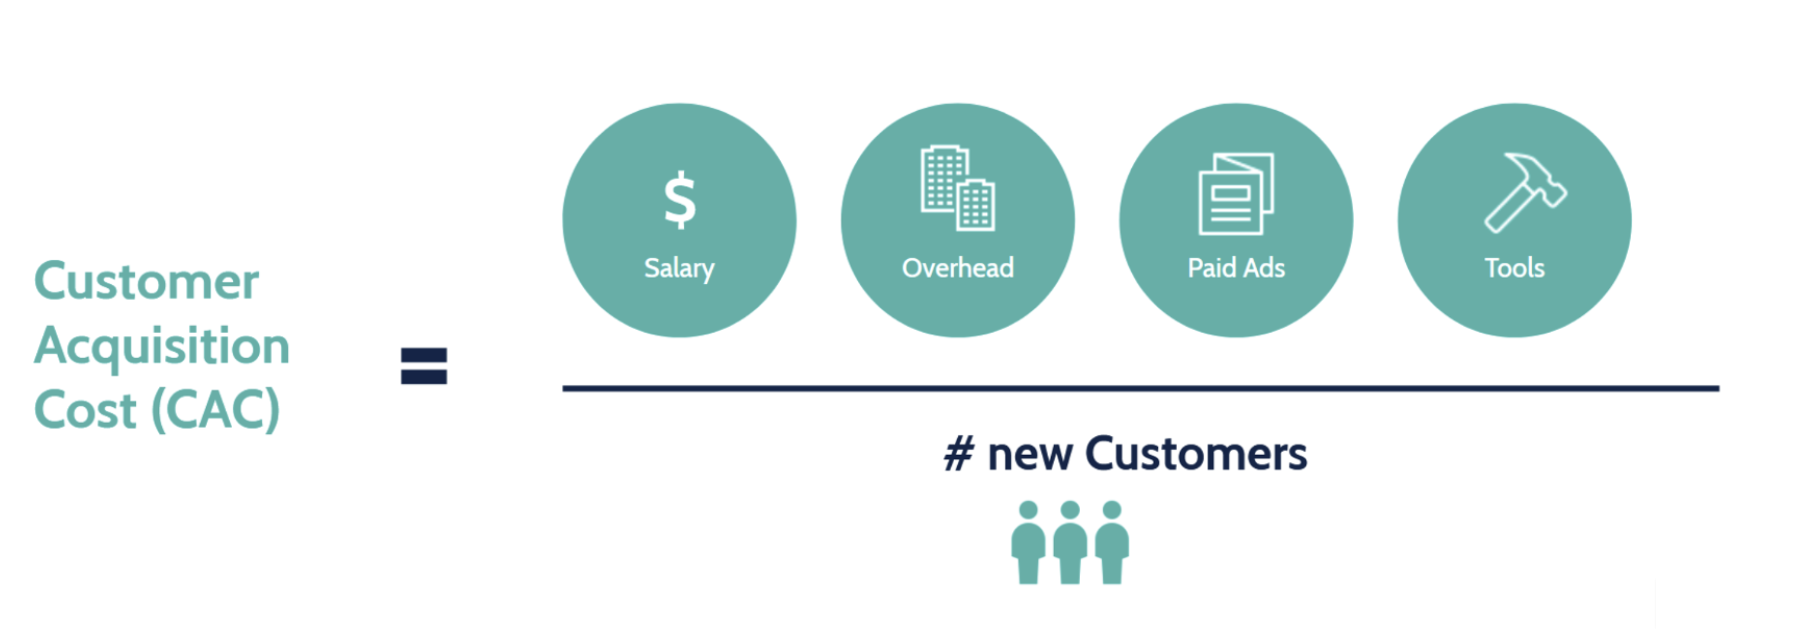 Customer
Acquisition
Cost (CAC)
=
$
Salary
Overhead
Paid Ads
Tools
# new Customers